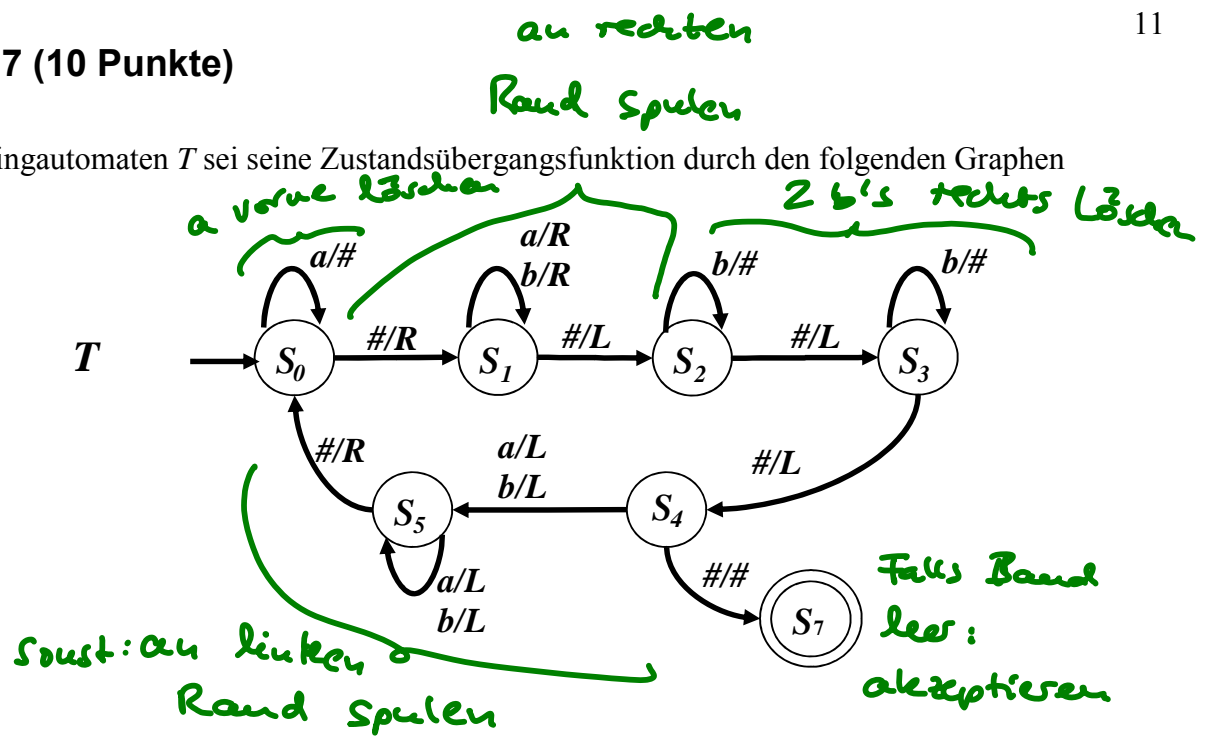 11
an rechten
7 (10 Punkte)
Rand spulen
ingautomaten T sei seine Zustandsübergangsfunktion durch den folgenden Graphen
a vorne löschen
2 b's rechts löschen
a/#
a/R
b/R
b/#
b/#
T
S0
#/R
S1
#/L
S2
#/L
S3
#/R
a/L
b/L
#/L
S5
S4
a/L
b/L
#/#
S7
Falls Band
leer:
akzeptieren
sonst: an linken
Rand spulen